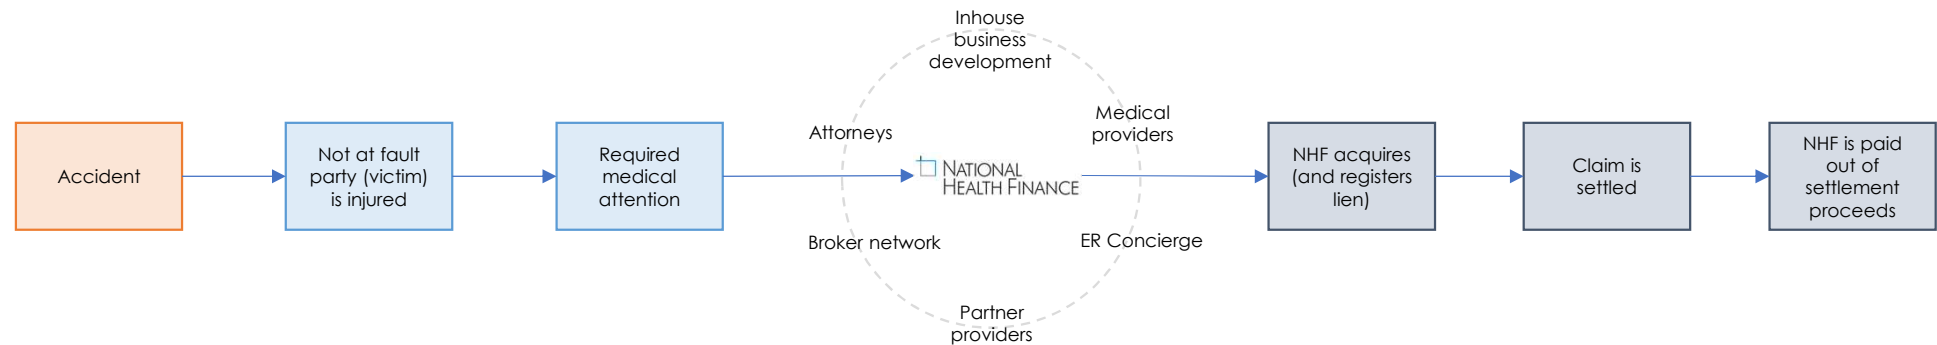 Accident
Not at fault
party (victim)
is injured
Required
medical
attention
Inhouse
business
development
Attorneys
Medical
providers
NATIONAL
HEALTH FINANCE
Broker network
ER Concierge
Partner
providers
NHF acquires
(and registers
lien)
Claim is
settled
NHF is paid
out of
settlement
proceeds